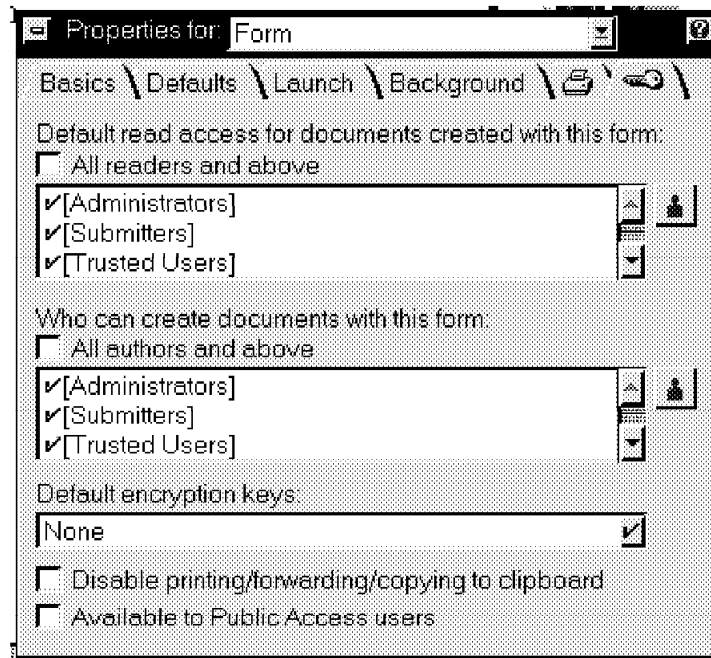 Properties for: Form
Basics Defaults Launch Background
Default read access for documents created with this form:
All readers and above
[Administrators]
[Submitters]
[Trusted Users]
Who can create documents with this form:
All authors and above
[Administrators]
[Submitters]
[Trusted Users]
Default encryption keys:
None
Disable printing/forwarding/copying to clipboard
Available to Public Access users